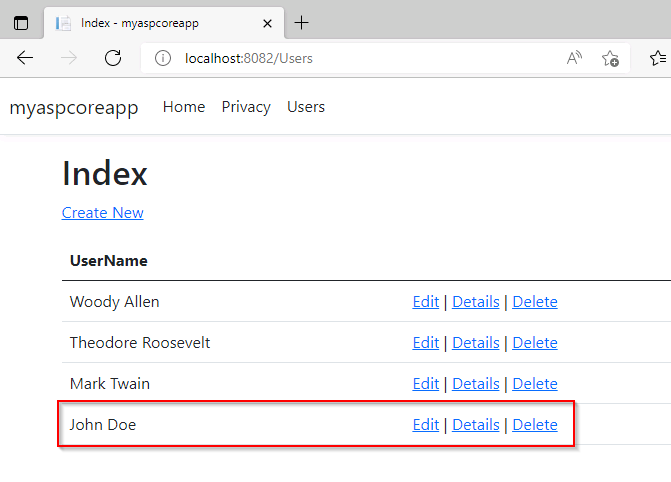 Index - myaspcoreapp
localhost:8082/Users
myaspcoreapp Home Privacy Users
Index
Create New
UserName
Woody Allen Edit | Details | Delete
Theodore Roosevelt Edit | Details | Delete
Mark Twain Edit | Details | Delete
John Doe Edit | Details | Delete